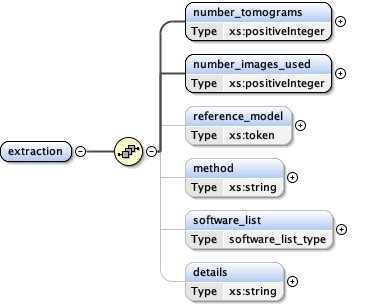 number_tomograms
Type xs:positiveInteger
number_images_used
Type xs:positiveInteger
reference_model
Type xs:token
extraction
method
Type xs:string
software_list
Type software_list_type
details
Type xs:string